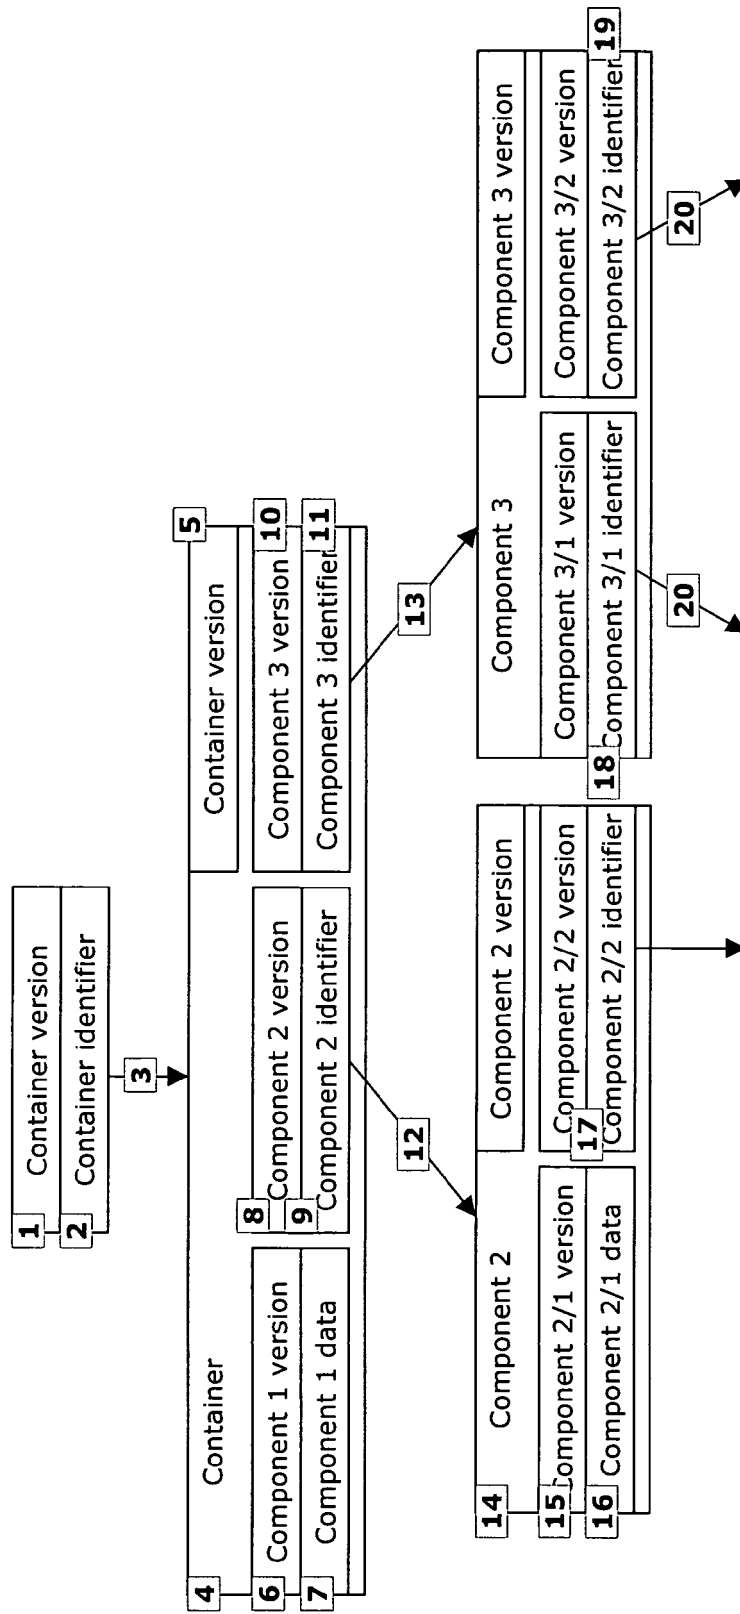 1 Container version
2 Container identifier
3
4 Container
Container version 5
6 Component 1 version
7 Component 1 data
8 Component 2 version
9 Component 2 identifier
Component 3 version 10
Component 3 identifier 11
12
13
14 Component 2
Component 2 version
15 Component 2/1 version
16 Component 2/1 data
Component 2/2 version
17 Component 2/2 identifier
Component 3
Component 3 version
Component 3/1 version
18 Component 3/1 identifier
Component 3/2 version
Component 3/2 identifier 19
20
20